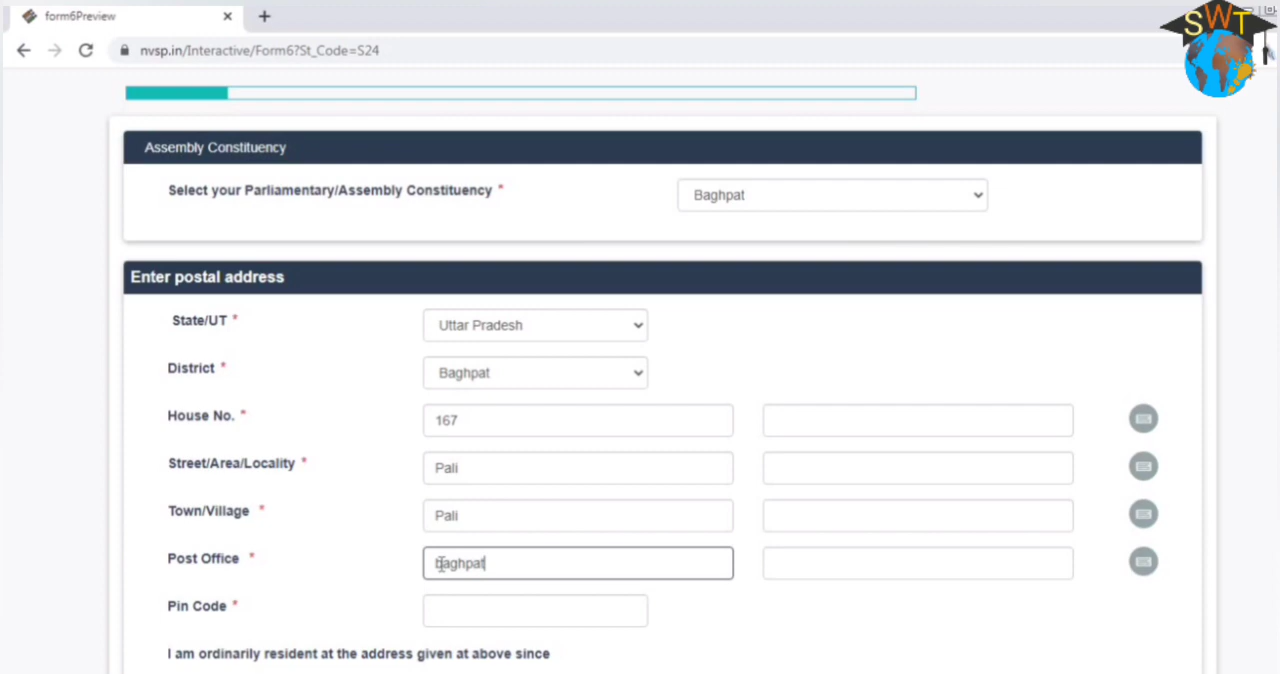 form6Preview
SWT
nvsp.in/Interactive/Form6?St_Code=S24
Assembly Constituency
Select your Parliamentary/Assembly Constituency *
Baghpat
Enter postal address
State/UT *
Uttar Pradesh
District *
Baghpat
House No. *
167
Street/Area/Locality *
Pali
Town/Village *
Pali
Post Office *
baghpat
Pin Code *
I am ordinarily resident at the address given at above since